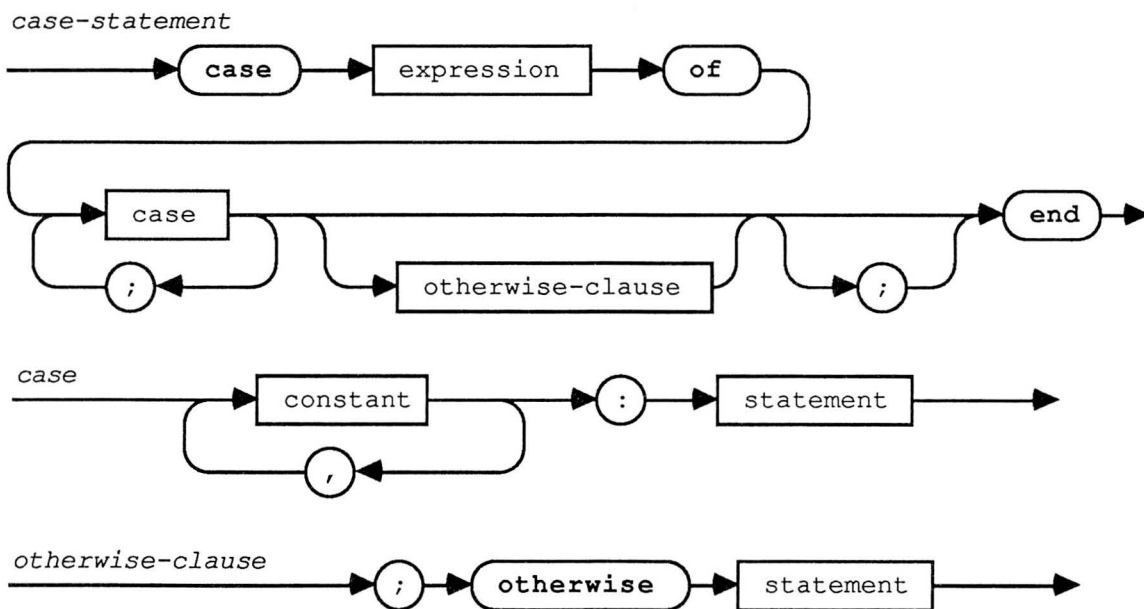 case-statement
case expression of
case end
; otherwise-clause ;
case
constant : statement
,
otherwise-clause
; otherwise statement